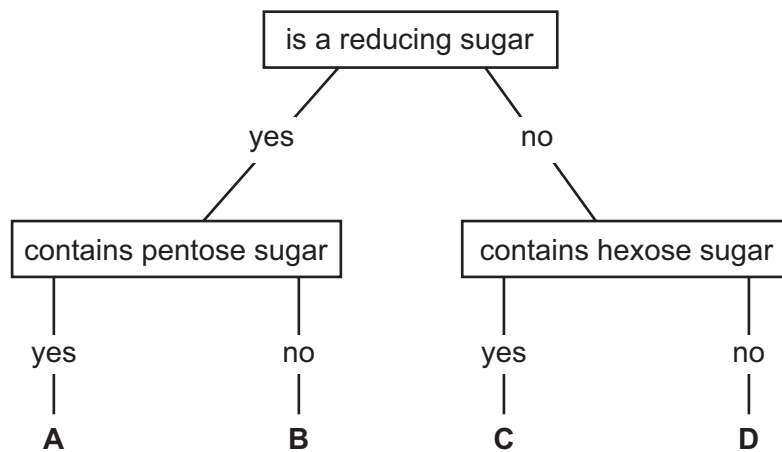 is a reducing sugar
yes no
contains pentose sugar contains hexose sugar
yes no yes no
A B C D